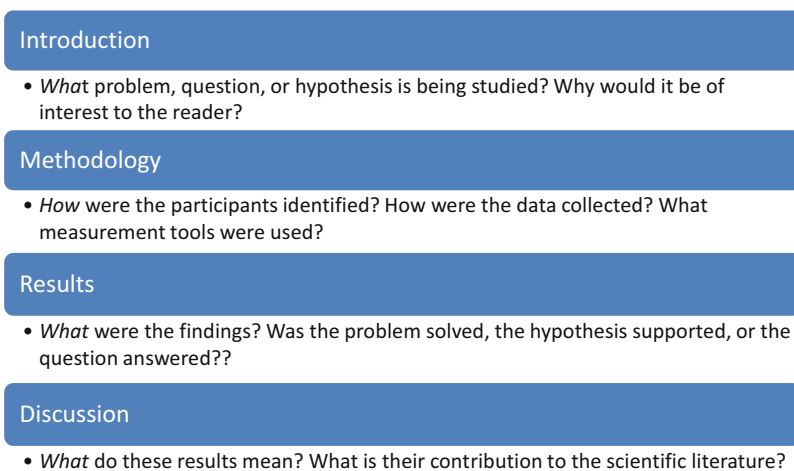 Introduction
• What problem, question, or hypothesis is being studied? Why would it be of
interest to the reader?
Methodology
• How were the participants identified? How were the data collected? What
measurement tools were used?
Results
• What were the findings? Was the problem solved, the hypothesis supported, or the
question answered??
Discussion
• What do these results mean? What is their contribution to the scientific literature?